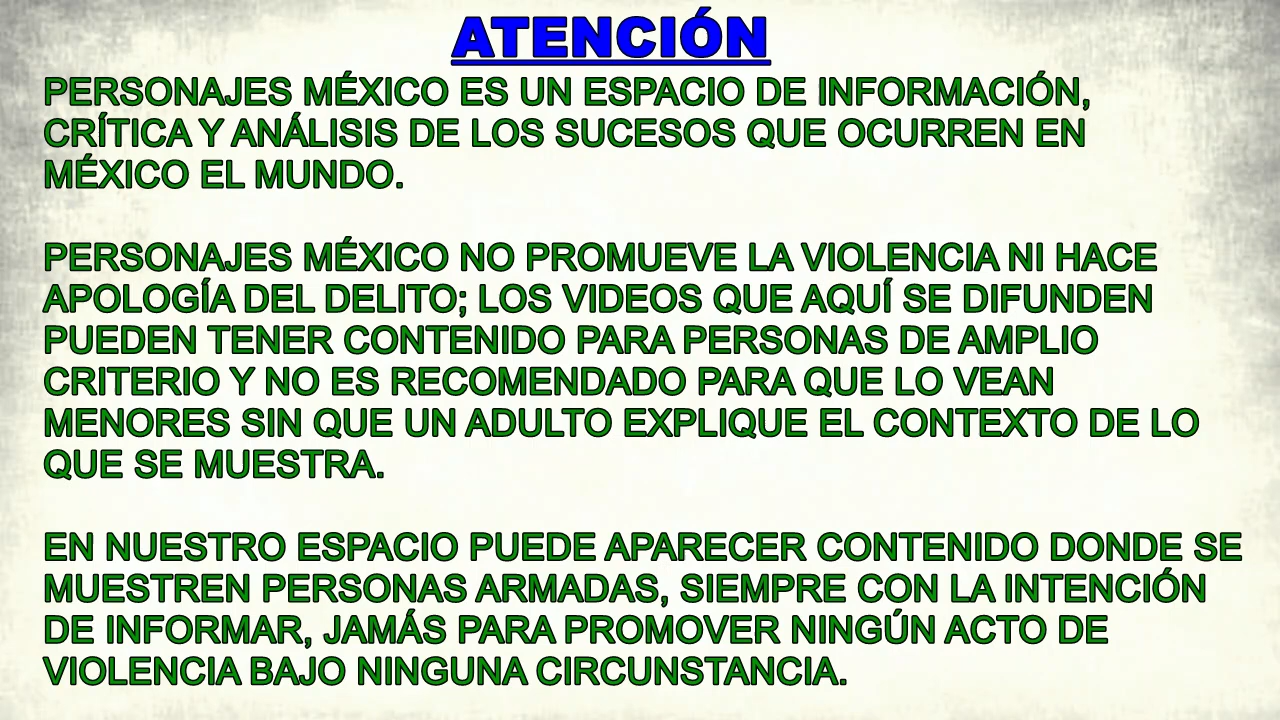 ATENCIÓN
PERSONAJES MÉXICO ES UN ESPACIO DE INFORMACIÓN,
CRÍTICA Y ANÁLISIS DE LOS SUCESOS QUE OCURREN EN
MÉXICO EL MUNDO.
PERSONAJES MÉXICO NO PROMUEVE LA VIOLENCIA NI HACE
APOLOGÍA DEL DELITO; LOS VIDEOS QUE AQUÍ SE DIFUNDEN
PUEDEN TENER CONTENIDO PARA PERSONAS DE AMPLIO
CRITERIO Y NO ES RECOMENDADO PARA QUE LO VEAN
MENORES SIN QUE UN ADULTO EXPLIQUE EL CONTEXTO DE LO
QUE SE MUESTRA.
EN NUESTRO ESPACIO PUEDE APARECER CONTENIDO DONDE SE
MUESTREN PERSONAS ARMADAS, SIEMPRE CON LA INTENCIÓN
DE INFORMAR, JAMÁS PARA PROMOVER NINGÚN ACTO DE
VIOLENCIA BAJO NINGUNA CIRCUNSTANCIA.